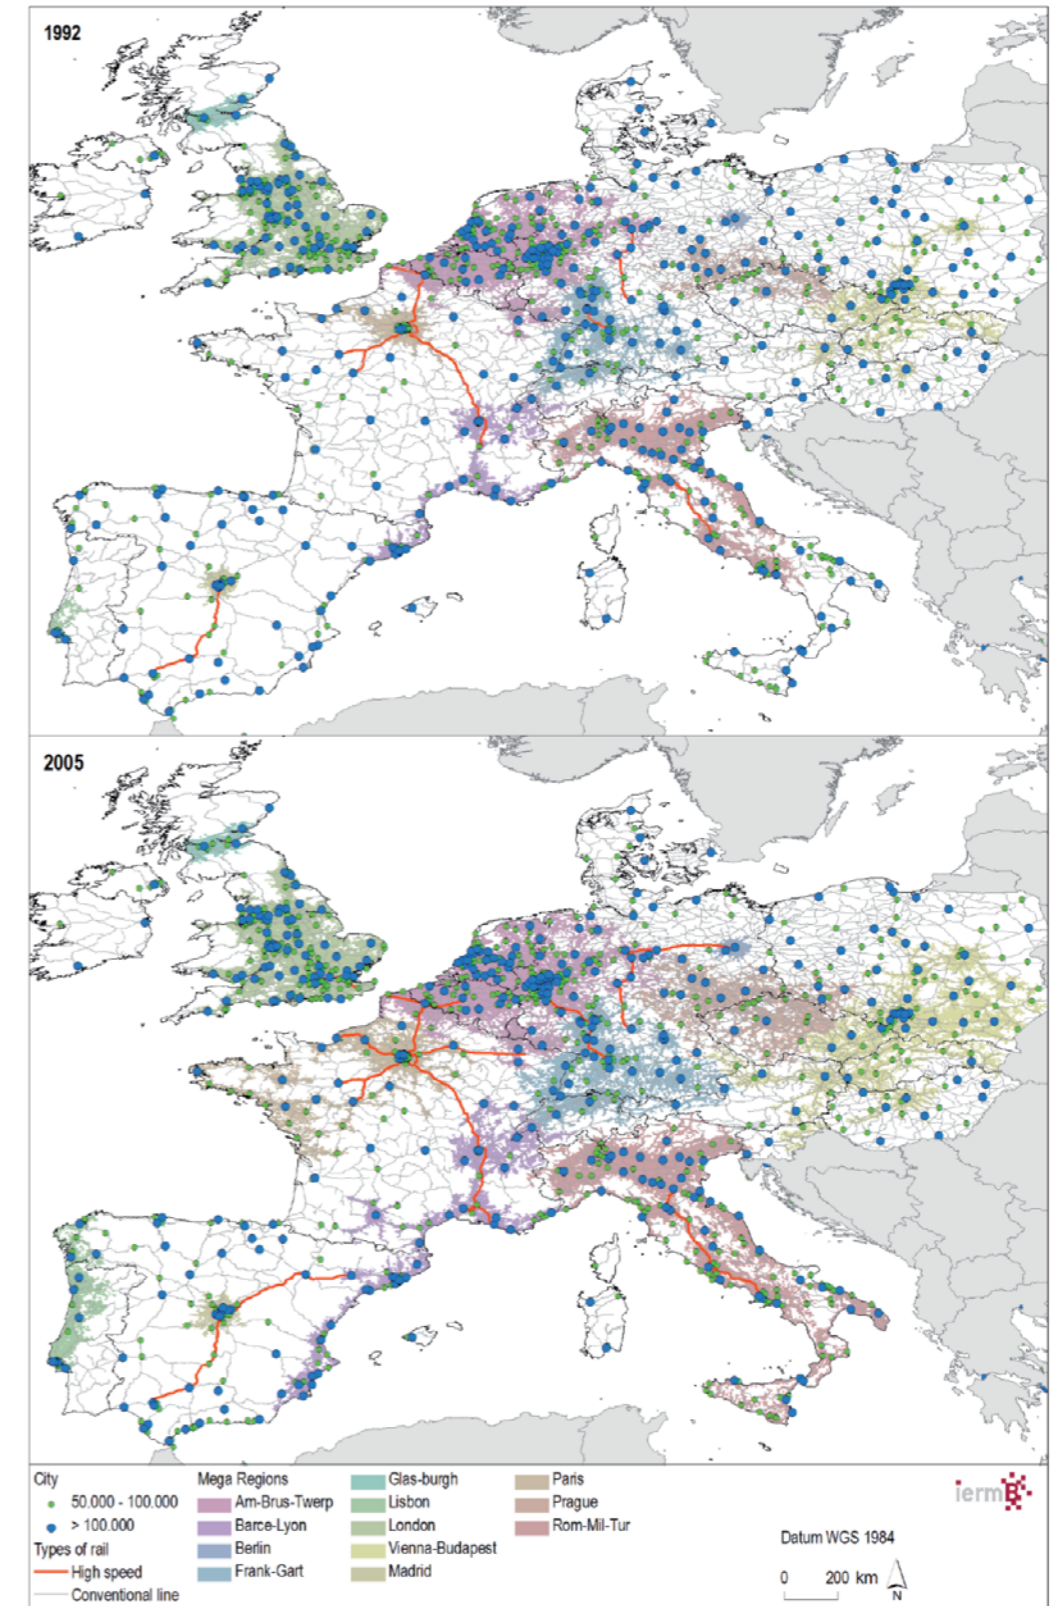 1992
2005
City
50.000 - 100.000
> 100.000
Types of rail
High speed
Conventional line
Mega Regions
Am-Brus-Twerp
Barce-Lyon
Berlin
Frank-Gart
Glas-burgh
Lisbon
London
Vienna-Budapest
Madrid
Paris
Prague
Rom-Mil-Tur
iermB
Datum WGS 1984
0 200 km
N